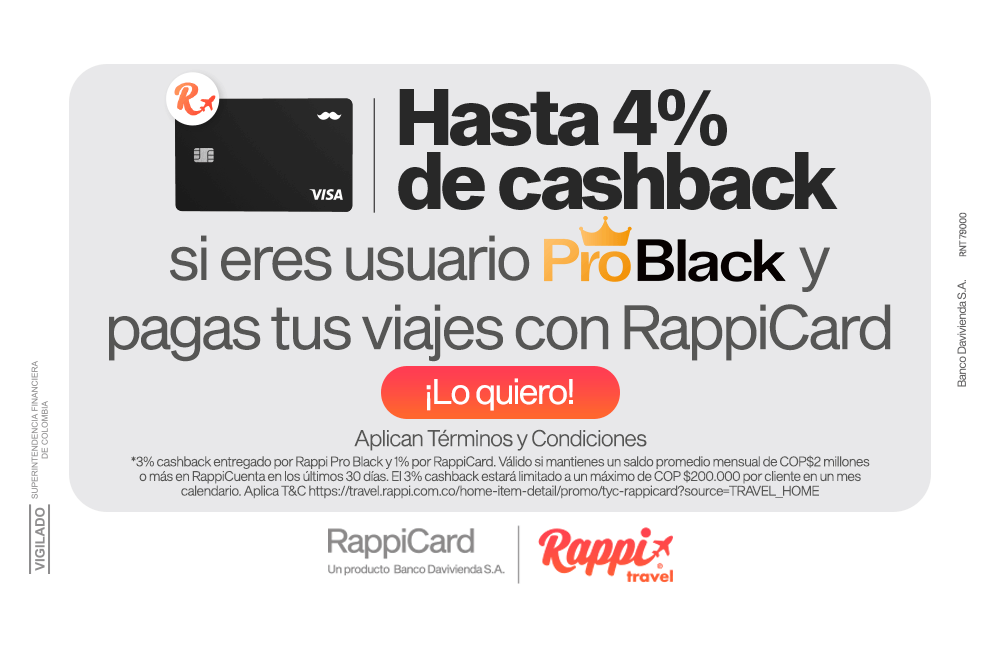 R
VISA
Hasta 4%
de cashback
si eres usuario Pro Black y
pagas tus viajes con RappiCard
¡Lo quiero!
Aplican Términos y Condiciones
*3% cashback entregado por Rappi Pro Black y 1% por RappiCard. Válido si mantienes un saldo promedio mensual de COP$2 millones
o más en RappiCuenta en los últimos 30 días. El 3% cashback estará limitado a un máximo de COP $200.000 por cliente en un mes
calendario. Aplica T&C https://travel.rappi.com.co/home-item-detail/promo/tyc-rappicard?source=TRAVEL_HOME
RappiCard
Un producto Banco Davivienda S.A.
Rappi
travel
VIGILADO
SUPERINTENDENCIA FINANCIERA
DE COLOMBIA
Banco Davivienda S.A. RNT 79000